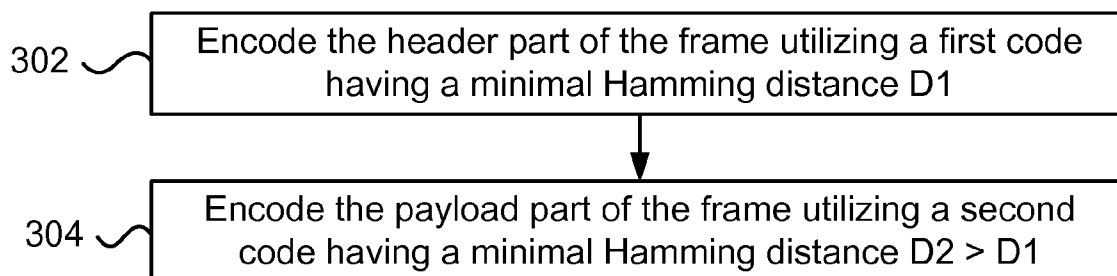 302
Encode the header part of the frame utilizing a first code
having a minimal Hamming distance D1
304
Encode the payload part of the frame utilizing a second
code having a minimal Hamming distance D2 > D1